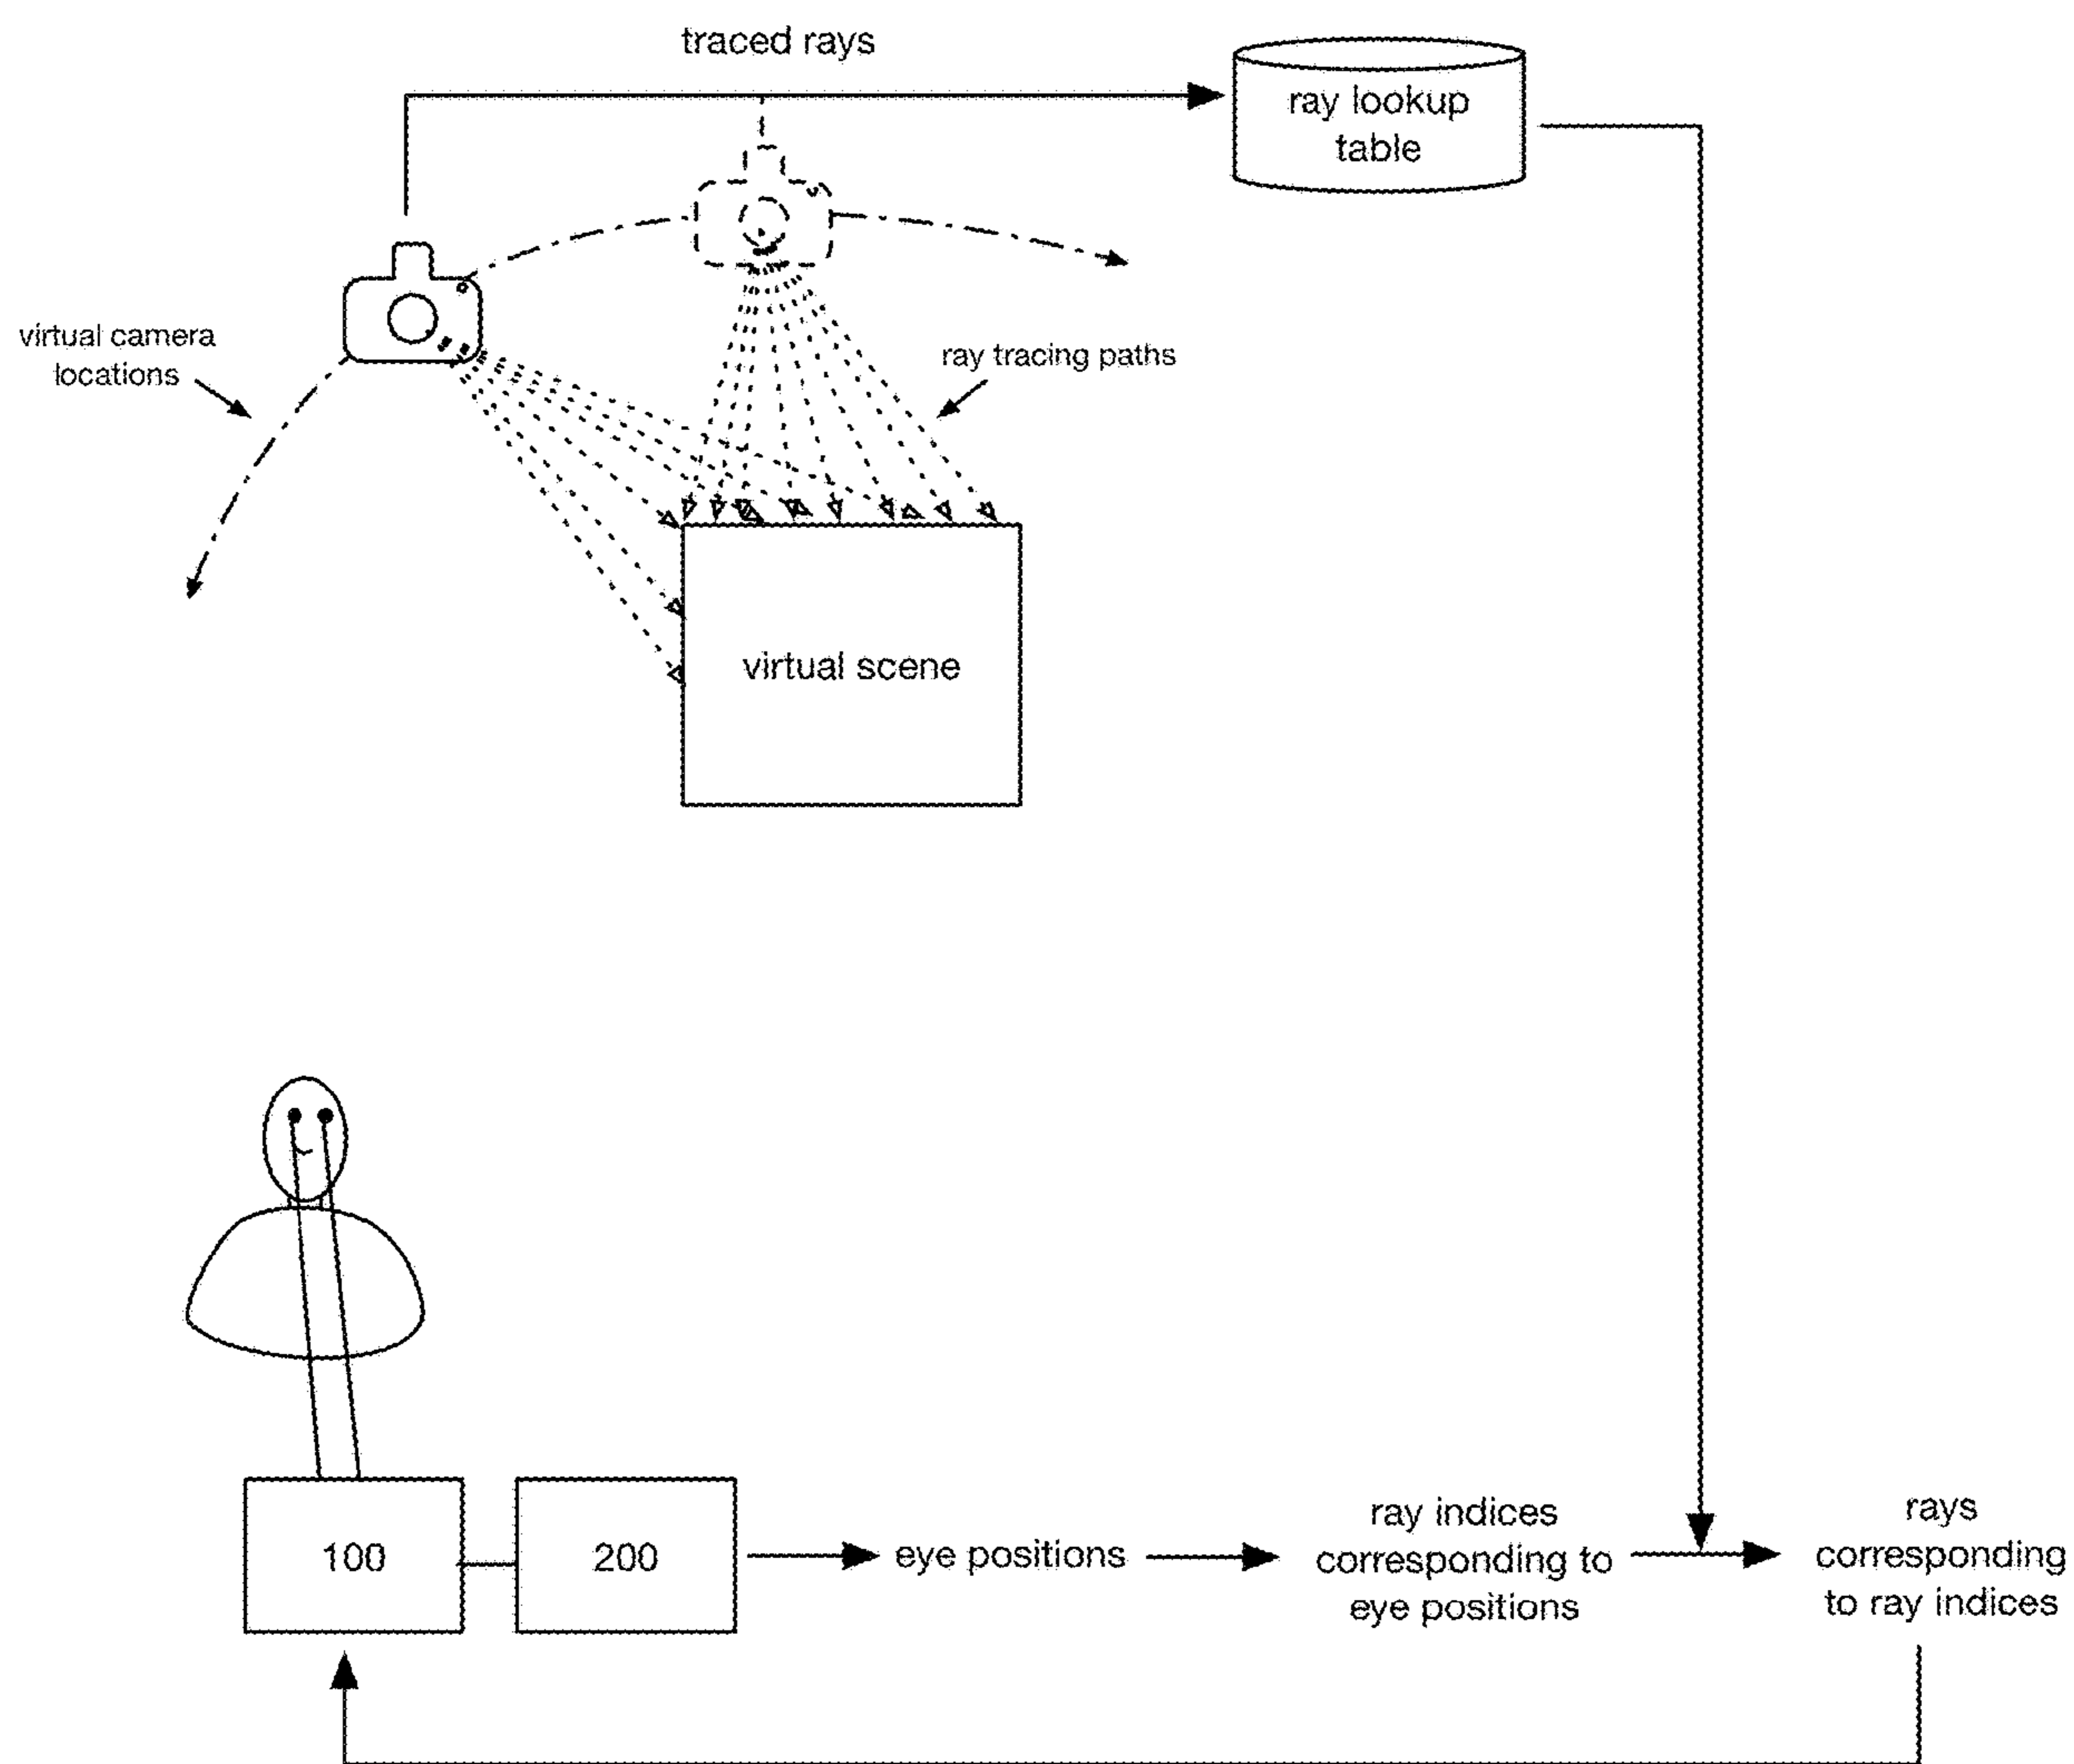 traced rays
ray lookup
table
virtual camera
locations
ray tracing paths
virtual scene
100
200
eye positions
ray indices
corresponding to
eye positions
rays
corresponding
to ray indices